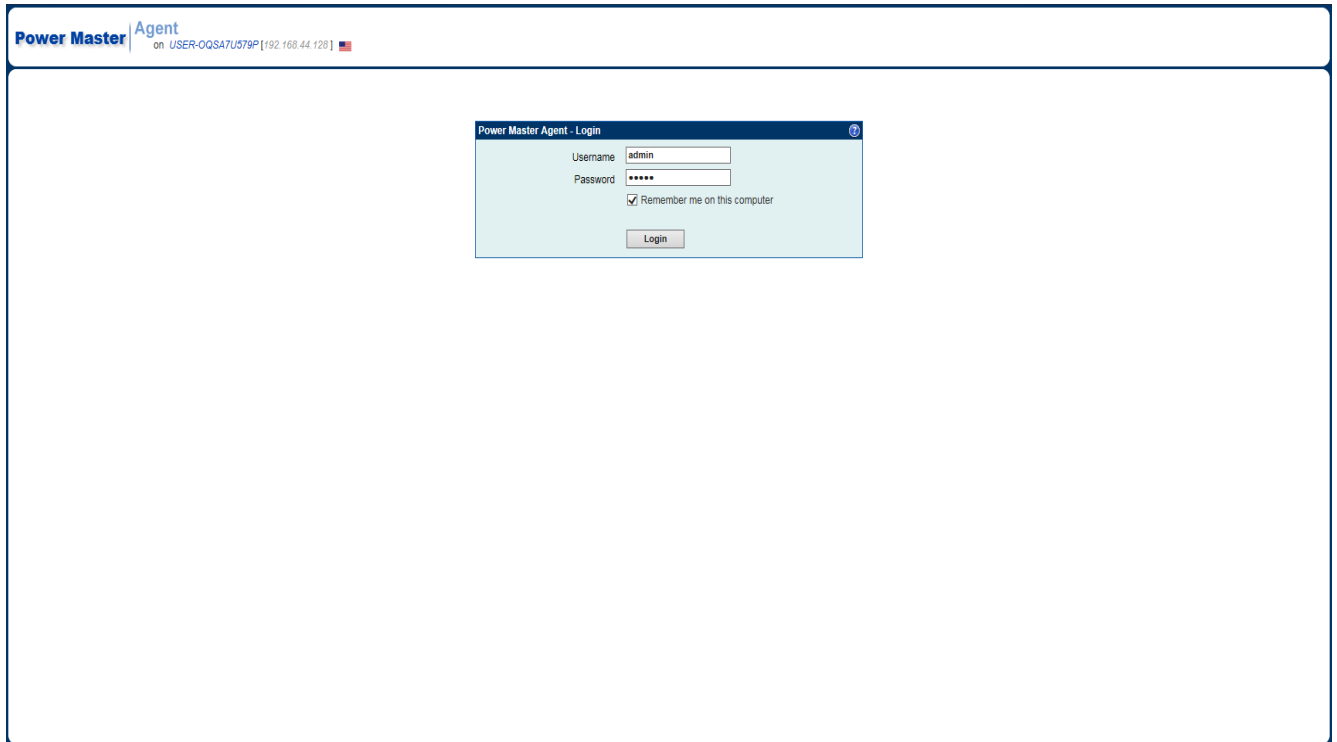 Power Master
Agent
on USER-OQSA7U579P [192.168.44.128 ]
Power Master Agent - Login ?
Username admin
Password •••••
Remember me on this computer
Login